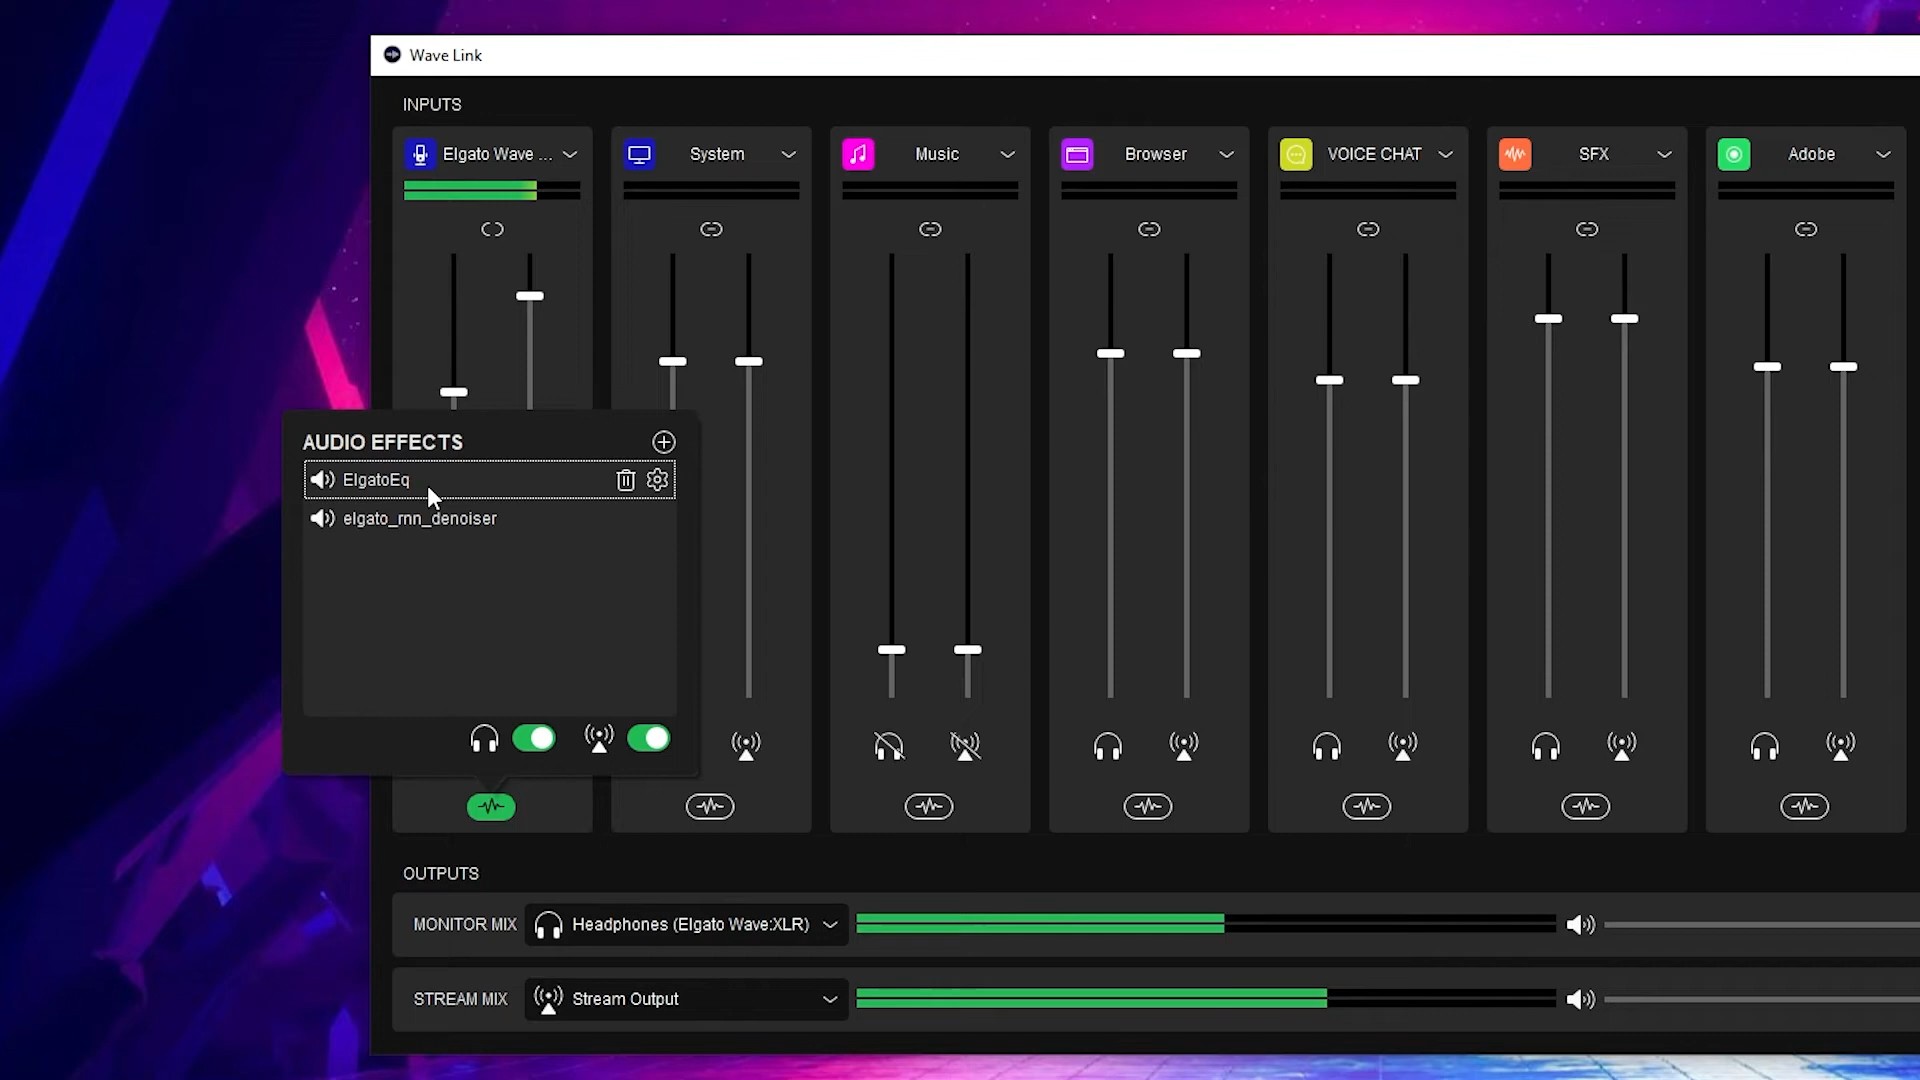 Wave Link
INPUTS
Elgato Wave ...
System
Music
Browser
VOICE CHAT
SFX
Adobe
AUDIO EFFECTS
ElgatoEq
elgato_rnn_denoiser
OUTPUTS
MONITOR MIX
Headphones (Elgato Wave:XLR)
STREAM MIX
Stream Output